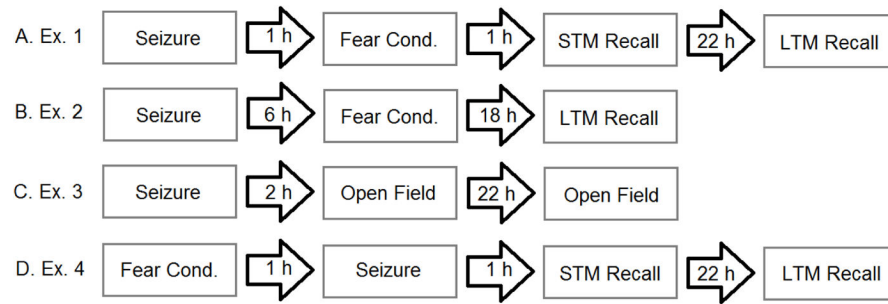 A. Ex. 1 Seizure 1 h Fear Cond. 1 h STM Recall 22 h LTM Recall
B. Ex. 2 Seizure 6 h Fear Cond. 18 h LTM Recall
C. Ex. 3 Seizure 2 h Open Field 22 h Open Field
D. Ex. 4 Fear Cond. 1 h Seizure 1 h STM Recall 22 h LTM Recall